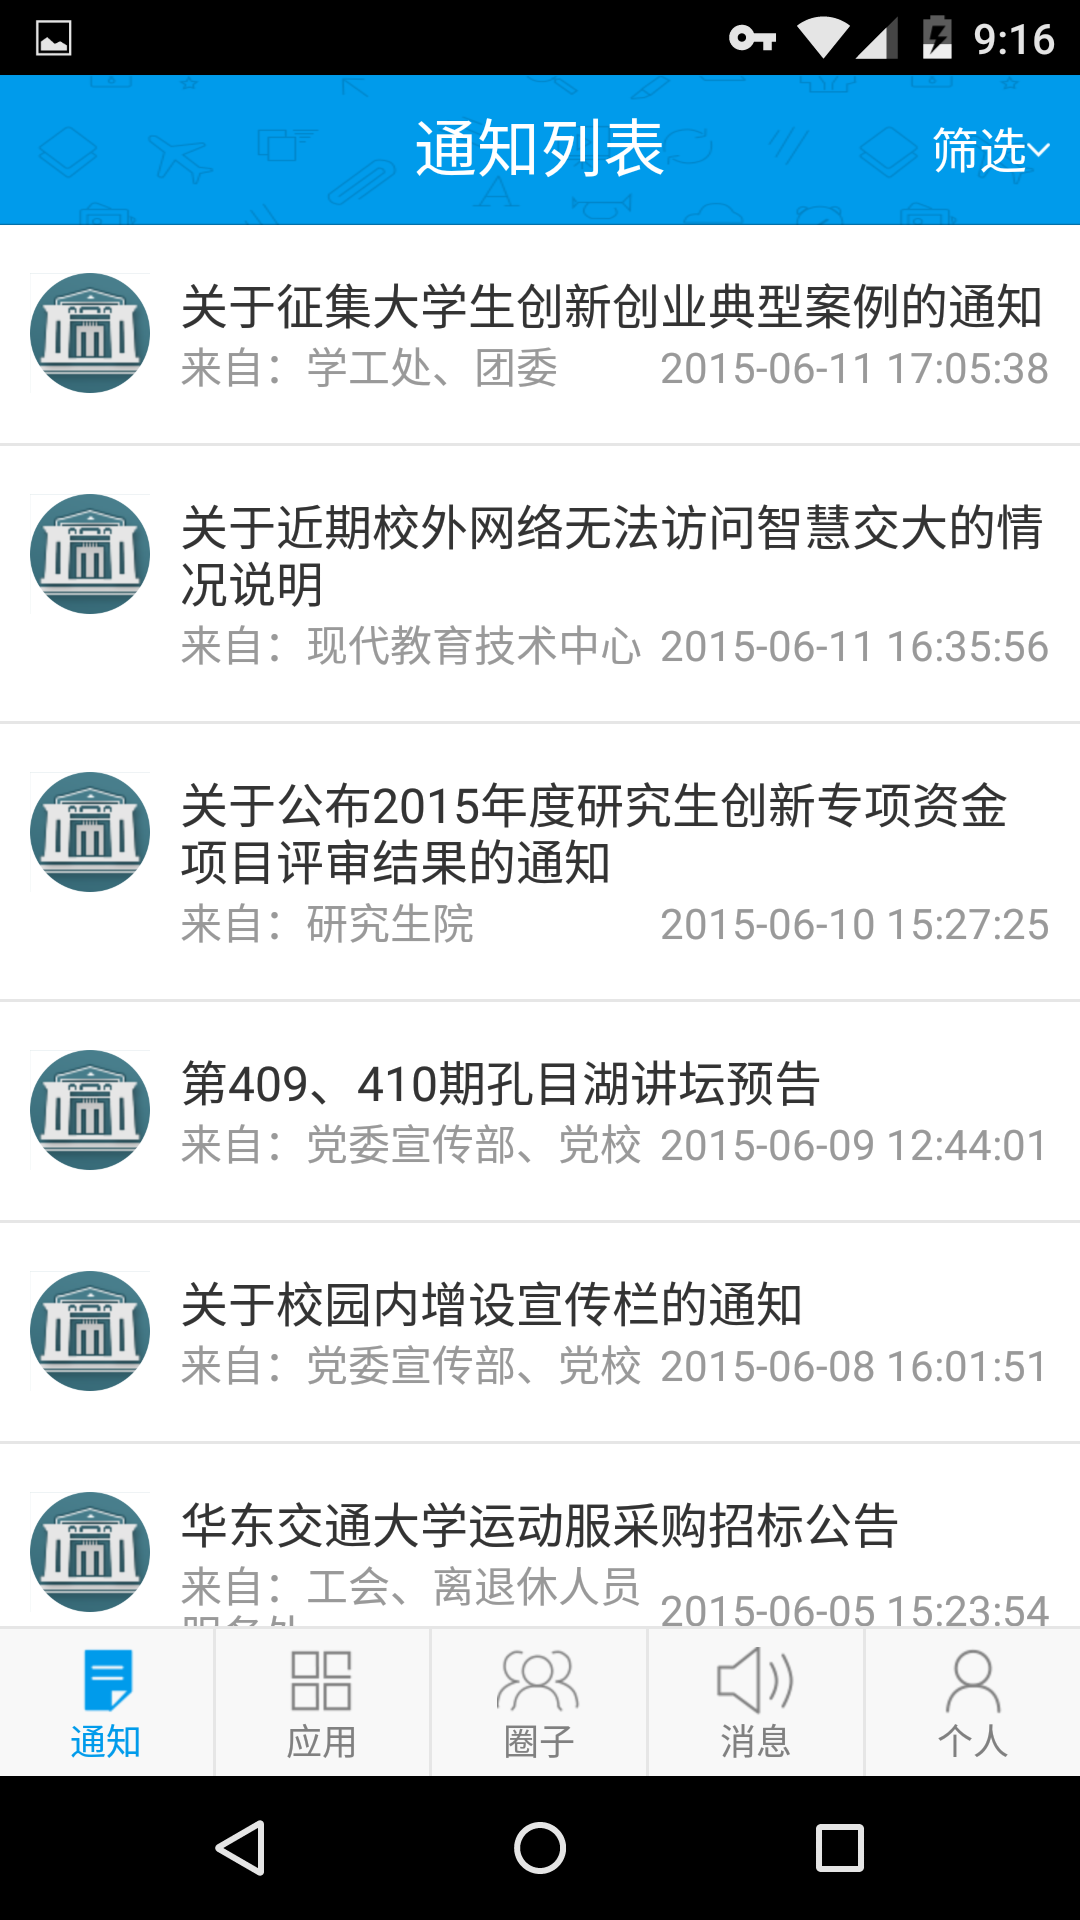 9:16
通知列表
筛选
关于征集大学生创新创业典型案例的通知
来自：学工处、团委 2015-06-11 17:05:38
关于近期校外网络无法访问智慧交大的情
况说明
来自：现代教育技术中心 2015-06-11 16:35:56
关于公布2015年度研究生创新专项资金
项目评审结果的通知
来自：研究生院 2015-06-10 15:27:25
第409、410期孔目湖讲坛预告
来自：党委宣传部、党校 2015-06-09 12:44:01
关于校园内增设宣传栏的通知
来自：党委宣传部、党校 2015-06-08 16:01:51
华东交通大学运动服采购招标公告
来自：工会、离退休人员 2015-06-05 15:23:54
通知
应用
圈子
消息
个人